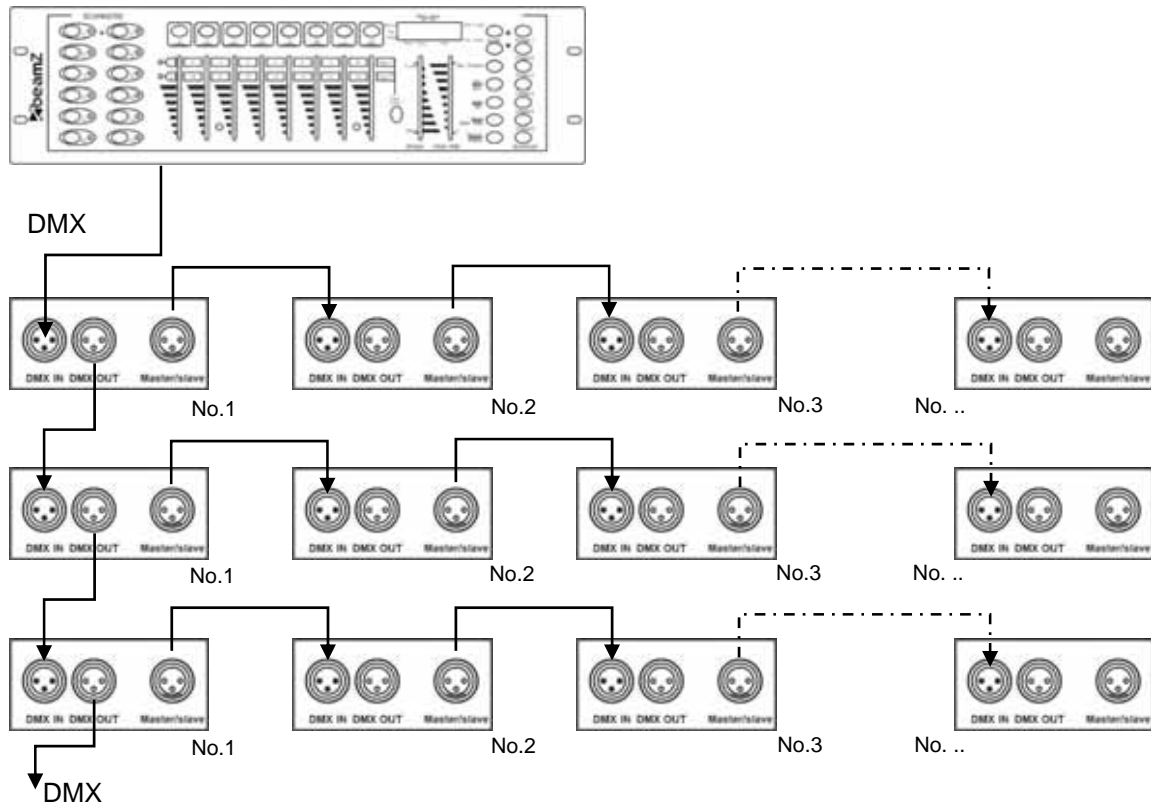 beamZ
DMX
DMX IN DMX OUT Master/slave
DMX IN DMX OUT Master/slave
DMX IN DMX OUT Master/slave
DMX IN DMX OUT Master/slave
No.1
No.2
No.3
No. ..
DMX IN DMX OUT Master/slave
DMX IN DMX OUT Master/slave
DMX IN DMX OUT Master/slave
DMX IN DMX OUT Master/slave
No.1
No.2
No.3
No. ..
DMX IN DMX OUT Master/slave
DMX IN DMX OUT Master/slave
DMX IN DMX OUT Master/slave
DMX IN DMX OUT Master/slave
No.1
No.2
No.3
No. ..
DMX